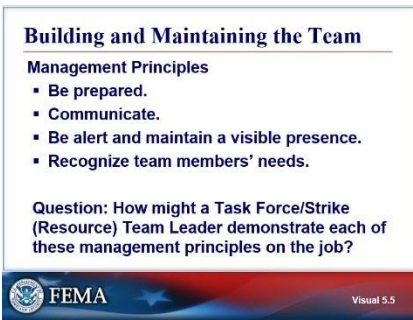 Building and Maintaining the Team
Management Principles
▪ Be prepared.
▪ Communicate.
▪ Be alert and maintain a visible presence.
▪ Recognize team members' needs.
Question: How might a Task Force/Strike
(Resource) Team Leader demonstrate each of
these management principles on the job?
FEMA
Visual 5.5